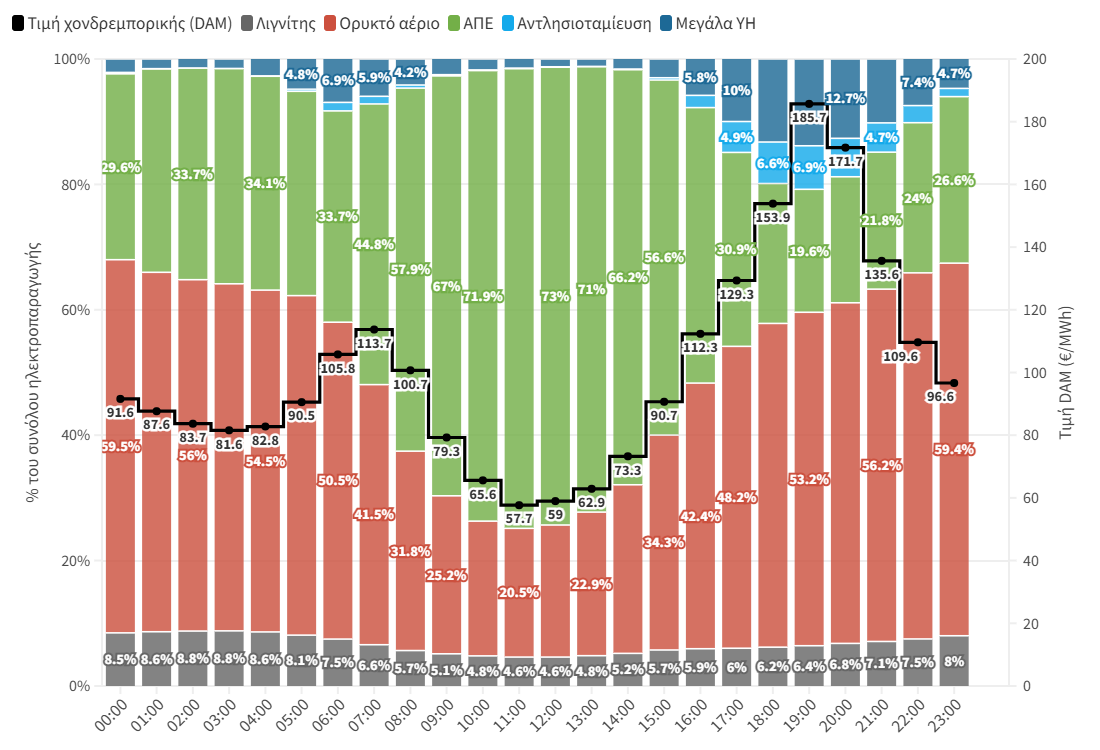 Τιμή χονδρεμπορικής (DAM) Λιγνίτης Ορυκτό αέριο ΑΠΕ Αντλησιοταμίευση Μεγάλα ΥΗ
100% 200
4.8% 6.9% 5.9% 4.2% 5.8% 10% 12.7% 7.4% 4.7%
185.7
180
4.9% 4.7%
29.6% 33.7% 34.1% 6.6% 6.9% 171.7 24% 26.6%
80% 160
33.7% 44.8% 57.9% 67% 71.9% 73% 71% 66.2% 56.6% 30.9% 153.9 19.6% 21.8%
140
129.3 135.6
60% 120
105.8 113.7 100.7 112.3 109.6
100
91.6 87.6 83.7 81.6 82.8 90.5 79.3 90.7 96.6
40% 80
59.5% 56% 54.5% 50.5% 41.5% 31.8% 25.2% 65.6 57.7 59 62.9 73.3 34.3% 42.4% 48.2% 53.2% 56.2% 59.4%
60
20.5% 22.9%
20% 40
20
8.5% 8.6% 8.8% 8.8% 8.6% 8.1% 7.5% 6.6% 5.7% 5.1% 4.8% 4.6% 4.6% 4.8% 5.2% 5.7% 5.9% 6% 6.2% 6.4% 6.8% 7.1% 7.5% 8%
0% 0
00:00 01:00 02:00 03:00 04:00 05:00 06:00 07:00 08:00 09:00 10:00 11:00 12:00 13:00 14:00 15:00 16:00 17:00 18:00 19:00 20:00 21:00 22:00 23:00
% του συνόλου ηλεκτροπαραγωγής
Τιμή DAM (€/MWh)